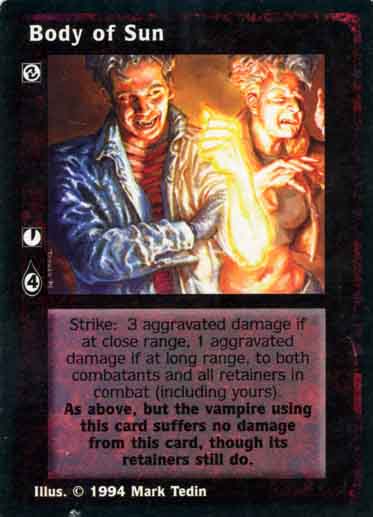 Body of Sun
4
Strike: 3 aggravated damage if
at close range, 1 aggravated
damage if at long range, to both
combatants and all retainers in
combat (including yours).
As above, but the vampire using
this card suffers no damage
from this card, though its
retainers still do.
Illus. © 1994 Mark Tedin